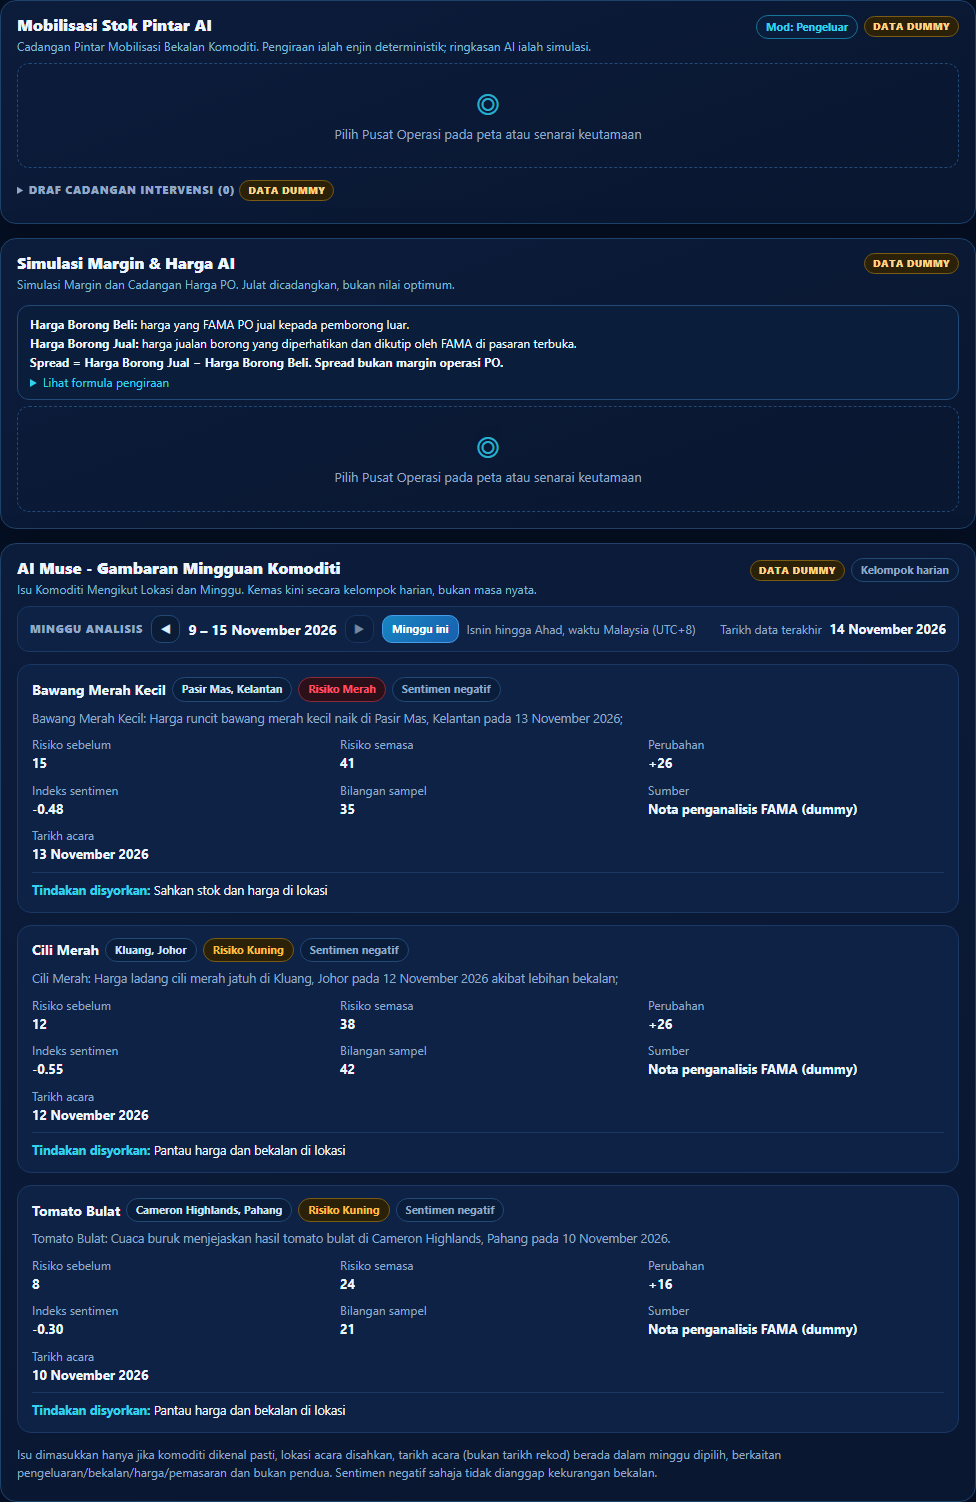 Mobilisasi Stok Pintar AI
Mod: Pengeluar
DATA DUMMY
Cadangan Pintar Mobilisasi Bekalan Komoditi. Pengiraan ialah enjin deterministik; ringkasan AI ialah simulasi.
Pilih Pusat Operasi pada peta atau senarai keutamaan
DRAF CADANGAN INTERVENSI (0)
DATA DUMMY
Simulasi Margin & Harga AI
DATA DUMMY
Simulasi Margin dan Cadangan Harga PO. Julat dicadangkan, bukan nilai optimum.
Harga Borong Beli: harga yang FAMA PO jual kepada pemborong luar.
Harga Borong Jual: harga jualan borong yang diperhatikan dan dikutip oleh FAMA di pasaran terbuka.
Spread = Harga Borong Jual − Harga Borong Beli. Spread bukan margin operasi PO.
Lihat formula pengiraan
Pilih Pusat Operasi pada peta atau senarai keutamaan
AI Muse - Gambaran Mingguan Komoditi
DATA DUMMY
Kelompok harian
Isu Komoditi Mengikut Lokasi dan Minggu. Kemas kini secara kelompok harian, bukan masa nyata.
MINGGU ANALISIS
9 – 15 November 2026
Minggu ini
Isnin hingga Ahad, waktu Malaysia (UTC+8)
Tarikh data terakhir 14 November 2026
Bawang Merah Kecil
Pasir Mas, Kelantan
Risiko Merah
Sentimen negatif
Bawang Merah Kecil: Harga runcit bawang merah kecil naik di Pasir Mas, Kelantan pada 13 November 2026;
Risiko sebelum
15
Risiko semasa
41
Perubahan
+26
Indeks sentimen
-0.48
Bilangan sampel
35
Sumber
Nota penganalisis FAMA (dummy)
Tarikh acara
13 November 2026
Tindakan disyorkan: Sahkan stok dan harga di lokasi
Cili Merah
Kluang, Johor
Risiko Kuning
Sentimen negatif
Cili Merah: Harga ladang cili merah jatuh di Kluang, Johor pada 12 November 2026 akibat lebihan bekalan;
Risiko sebelum
12
Risiko semasa
38
Perubahan
+26
Indeks sentimen
-0.55
Bilangan sampel
42
Sumber
Nota penganalisis FAMA (dummy)
Tarikh acara
12 November 2026
Tindakan disyorkan: Pantau harga dan bekalan di lokasi
Tomato Bulat
Cameron Highlands, Pahang
Risiko Kuning
Sentimen negatif
Tomato Bulat: Cuaca buruk menjejaskan hasil tomato bulat di Cameron Highlands, Pahang pada 10 November 2026.
Risiko sebelum
8
Risiko semasa
24
Perubahan
+16
Indeks sentimen
-0.30
Bilangan sampel
21
Sumber
Nota penganalisis FAMA (dummy)
Tarikh acara
10 November 2026
Tindakan disyorkan: Pantau harga dan bekalan di lokasi
Isu dimasukkan hanya jika komoditi dikenal pasti, lokasi acara disahkan, tarikh acara (bukan tarikh rekod) berada dalam minggu dipilih, berkaitan
pengeluaran/bekalan/harga/pemasaran dan bukan pendua. Sentimen negatif sahaja tidak dianggap kekurangan bekalan.